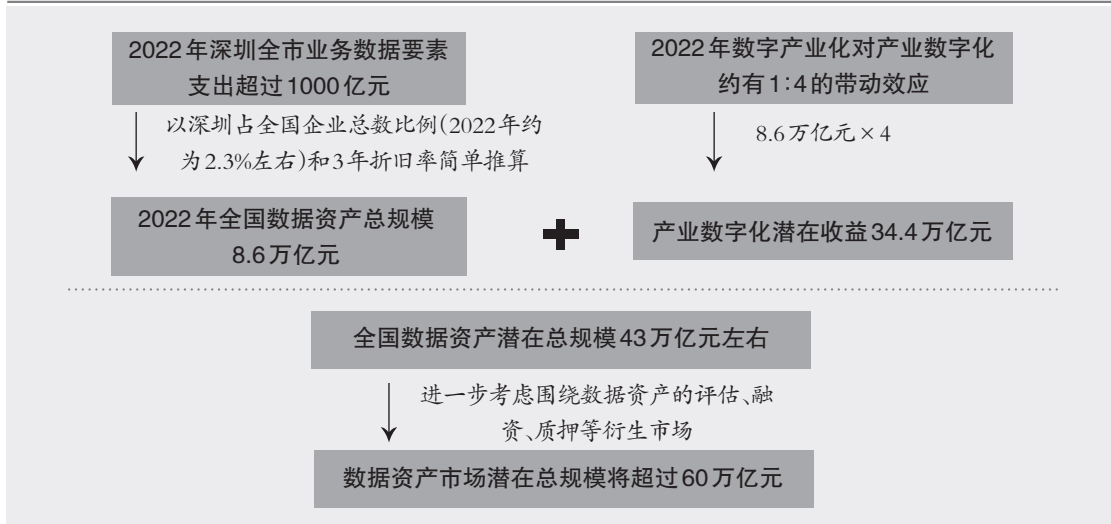 2022年深圳全市业务数据要素
支出超过1000亿元
以深圳占全国企业总数比例(2022年约
为2.3%左右)和3年折旧率简单推算
2022年全国数据资产总规模
8.6万亿元
+
2022年数字产业化对产业数字化
约有1:4的带动效应
8.6万亿元×4
产业数字化潜在收益34.4万亿元
全国数据资产潜在总规模43万亿元左右
进一步考虑围绕数据资产的评估、融
资、质押等衍生市场
数据资产市场潜在总规模将超过60万亿元